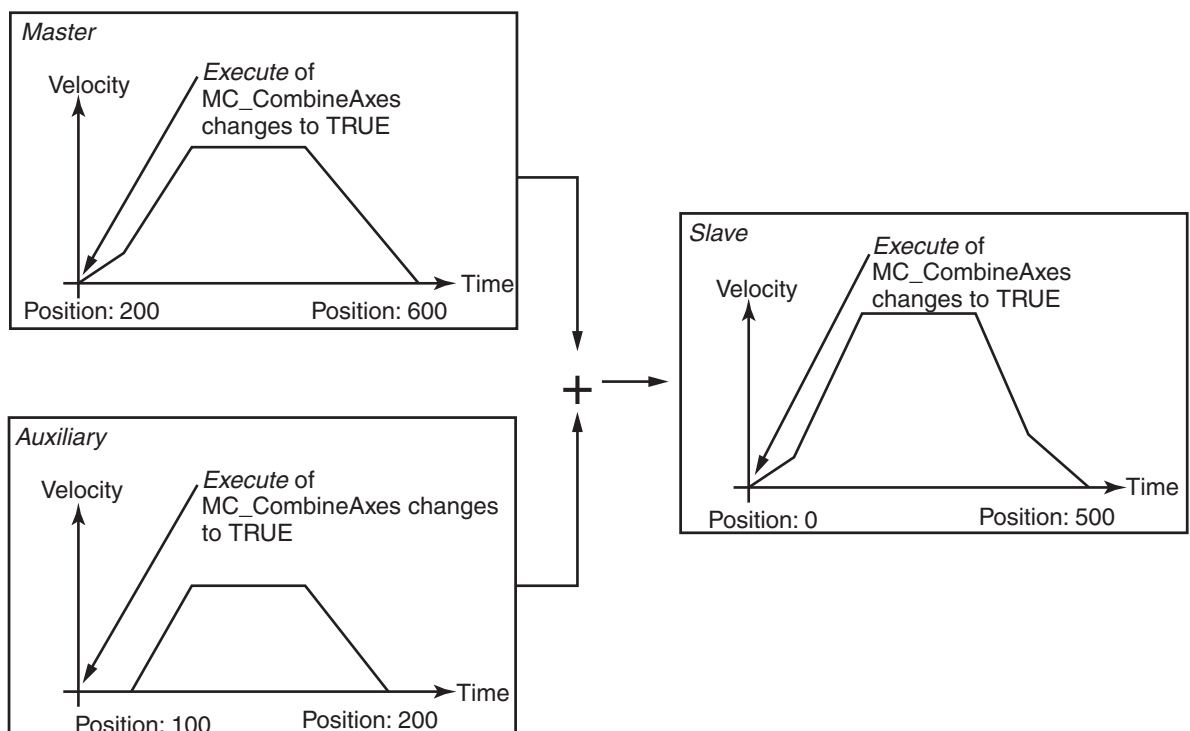 Master
Velocity
Execute of
MC_CombineAxes
changes to TRUE
Time
Position: 200
Position: 600
+
Auxiliary
Velocity
Execute of
MC_CombineAxes changes
to TRUE
Time
Position: 100
Position: 200
Slave
Velocity
Execute of
MC_CombineAxes
changes to TRUE
Time
Position: 0
Position: 500